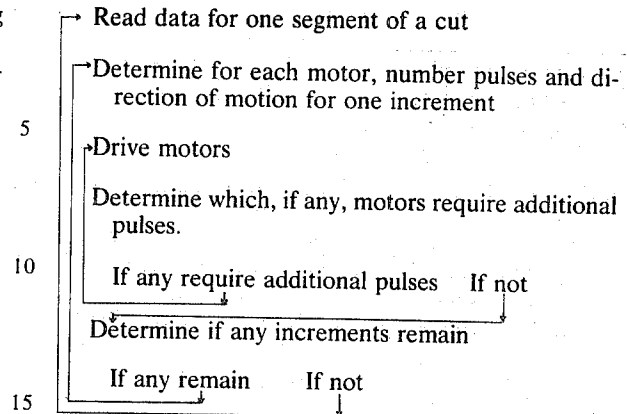 g
Read data for one segment of a cut
Determine for each motor, number pulses and di-
rection of motion for one increment
5
Drive motors
Determine which, if any, motors require additional
pulses.
10
If any require additional pulses If not
Determine if any increments remain
If any remain If not
15